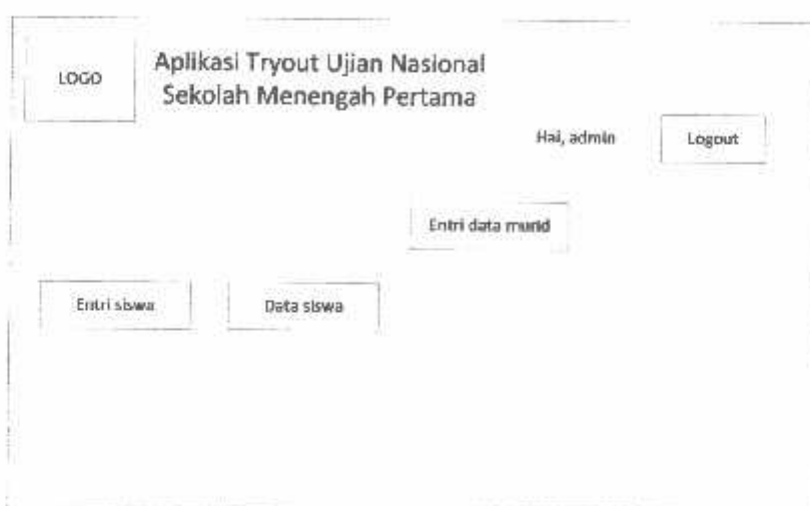 LOGO
Aplikasi Tryout Ujian Nasional
Sekolah Menengah Pertama
Hai, admin
Logout
Entri data murid
Entri siswa
Data siswa